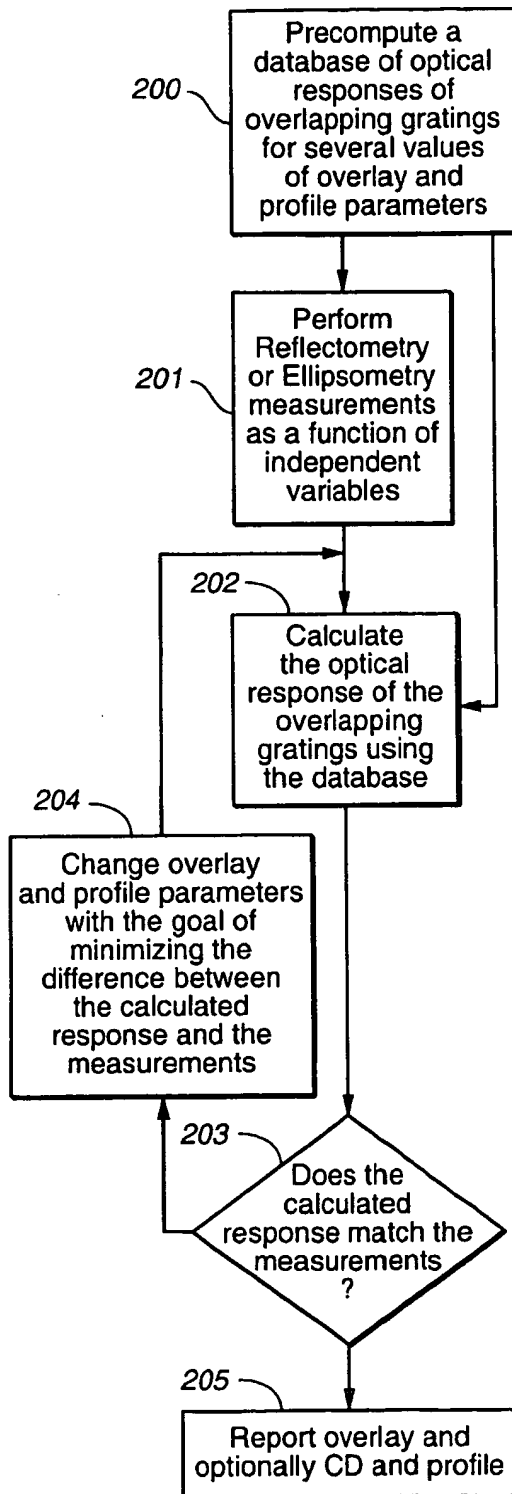 200
Precompute a
database of optical
responses of
overlapping gratings
for several values
of overlay and
profile parameters
201
Perform
Reflectometry
or Ellipsometry
measurements
as a function of
independent
variables
202
Calculate
the optical
response of the
overlapping
gratings using
the database
204
Change overlay
and profile parameters
with the goal of
minimizing the
difference between
the calculated
response and the
measurements
203
Does the
calculated
response match the
measurements
?
205
Report overlay and
optionally CD and profile